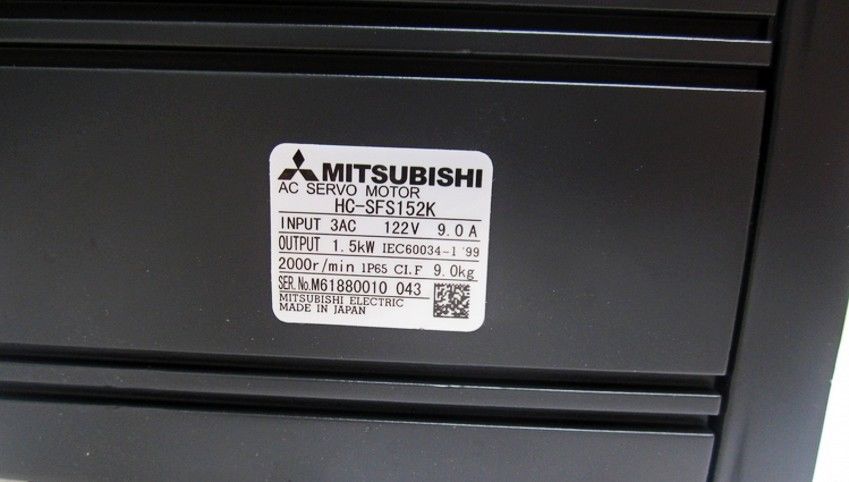 MITSUBISHI
AC SERVO MOTOR
HC-SFS152K
INPUT 3AC 122V 9.0 A
OUTPUT 1.5kW IEC60034-1 '99
2000r/min IP65 CI.F 9.0kg
SER.No.M61880010 043
MITSUBISHI ELECTRIC
MADE IN JAPAN